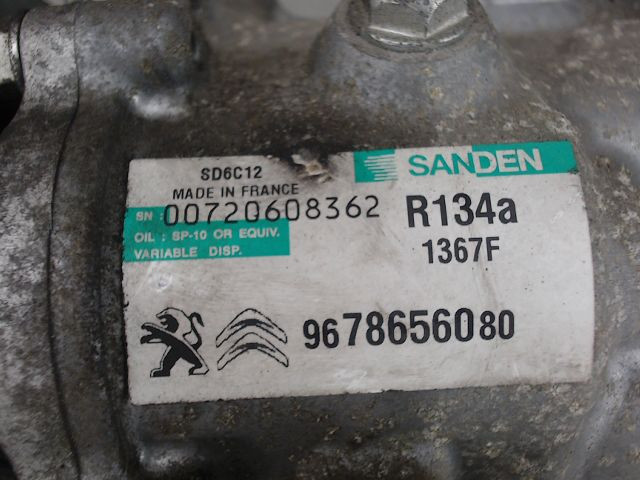 SD6C12
SANDEN
MADE IN FRANCE
SN: 00720608362
R134a
OIL : SP-10 OR EQUIV.
VARIABLE DISP.
1367F
9678656080